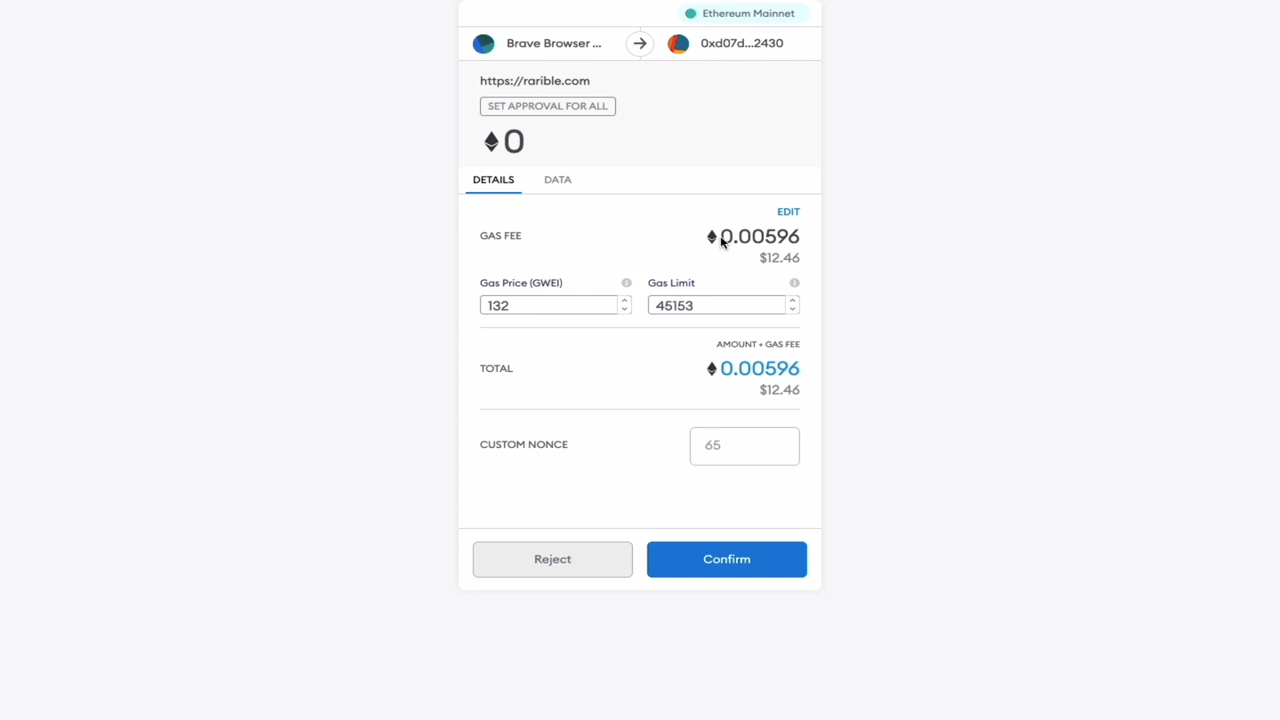 Ethereum Mainnet
Brave Browser ... 0xd07d...2430
https://rarible.com
SET APPROVAL FOR ALL
0
DETAILS DATA
EDIT
GAS FEE 0.00596
$12.46
Gas Price (GWEI) Gas Limit
132 45153
AMOUNT + GAS FEE
TOTAL 0.00596
$12.46
CUSTOM NONCE 65
Reject Confirm